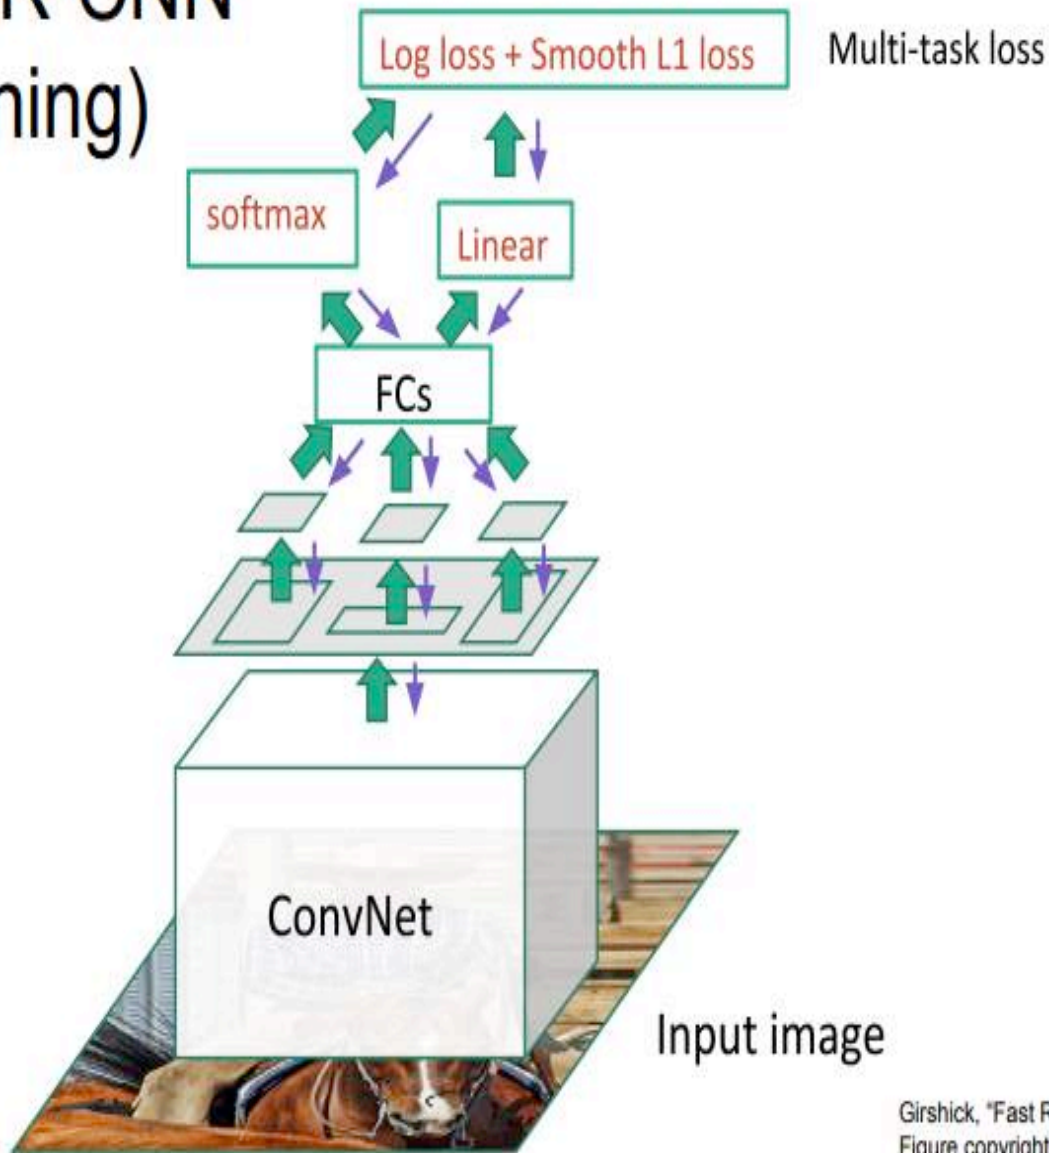 R-CNN
ning)
Log loss + Smooth L1 loss
Multi-task loss
softmax
Linear
FCs
ConvNet
Input image
Girshick, "Fast R
Figure copyright